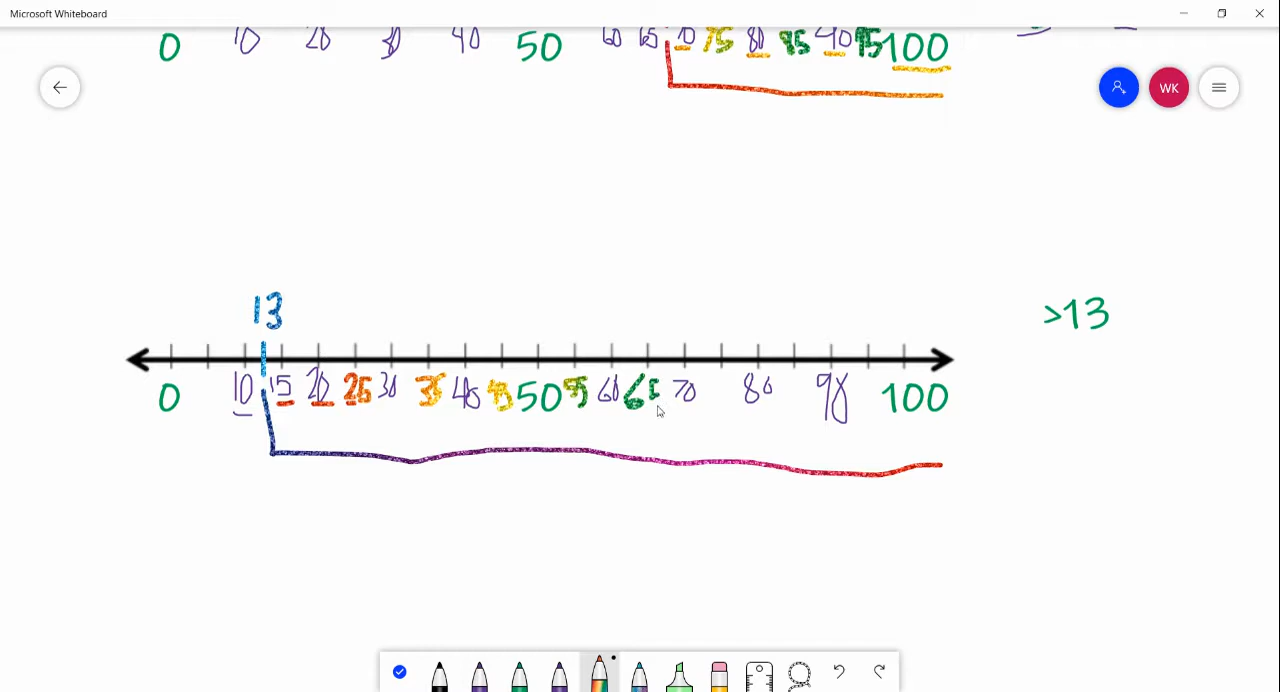 Microsoft Whiteboard
0 10 20 30 40 50 60 65 70 75 80 85 90 95 100
WK
13
>13
0 10 15 20 25 30 35 40 45 50 55 60 65 70 80 90 100